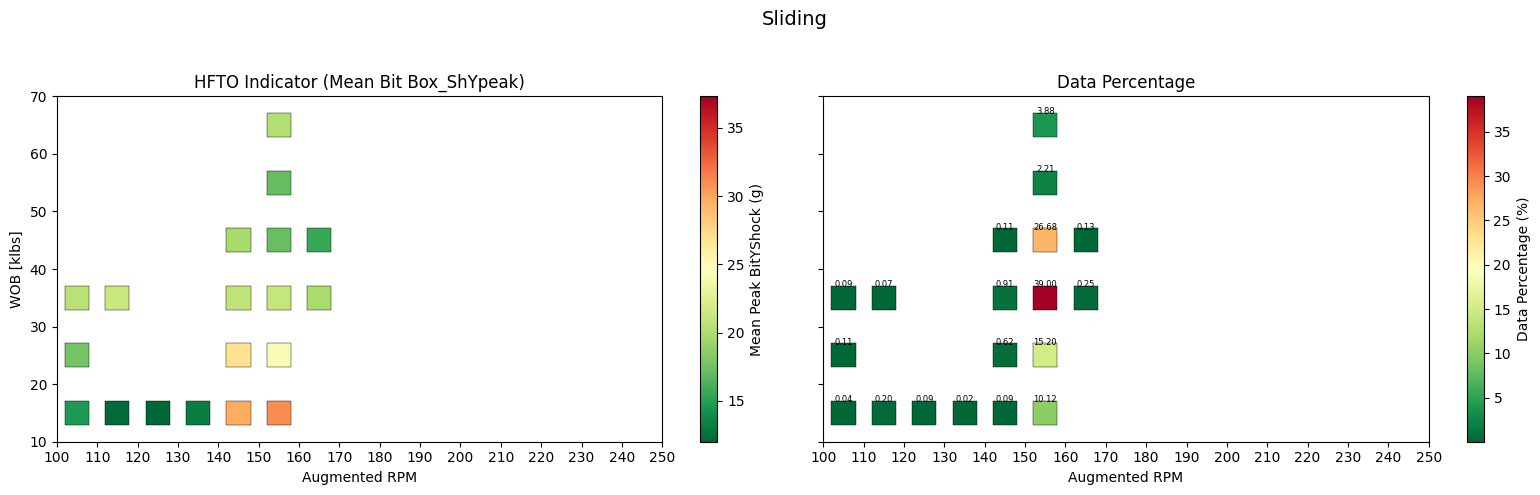 Sliding
HFTO Indicator (Mean Bit Box_ShYpeak)
WOB [klbs]
70
60
50
40
30
20
10
100 110 120 130 140 150 160 170 180 190 200 210 220 230 240 250
Augmented RPM
35
30
25
20
15
Mean Peak BitYShock (g)
Data Percentage
3.88
2.21
0.11 26.68 0.13
0.09 0.07 0.91 39.00 0.25
0.11 0.62 15.20
0.04 0.20 0.09 0.02 0.09 10.12
100 110 120 130 140 150 160 170 180 190 200 210 220 230 240 250
Augmented RPM
35
30
25
20
15
10
5
Data Percentage (%)